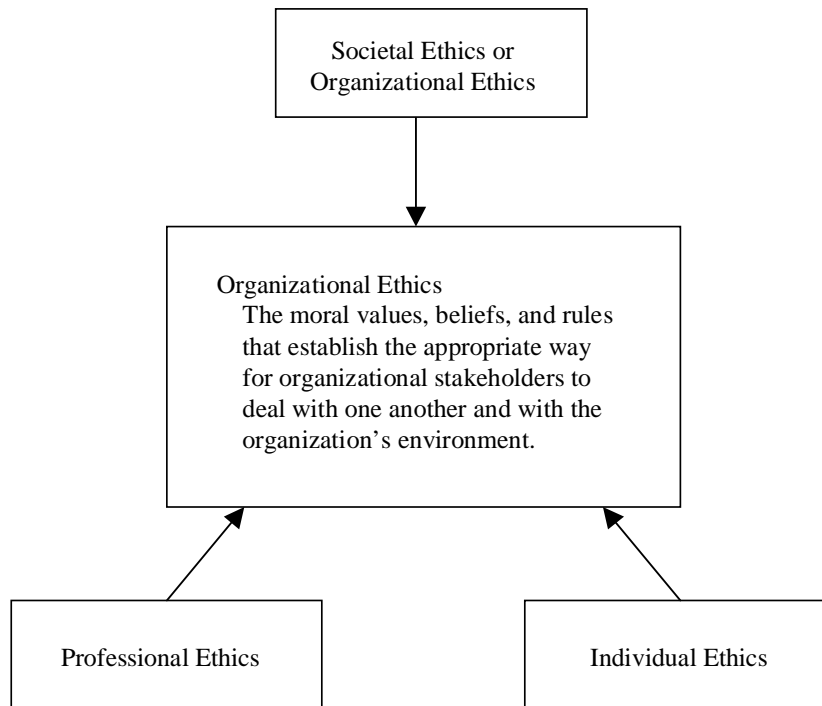 Societal Ethics or
Organizational Ethics
Organizational Ethics
The moral values, beliefs, and rules
that establish the appropriate way
for organizational stakeholders to
deal with one another and with the
organization’s environment.
Professional Ethics
Individual Ethics